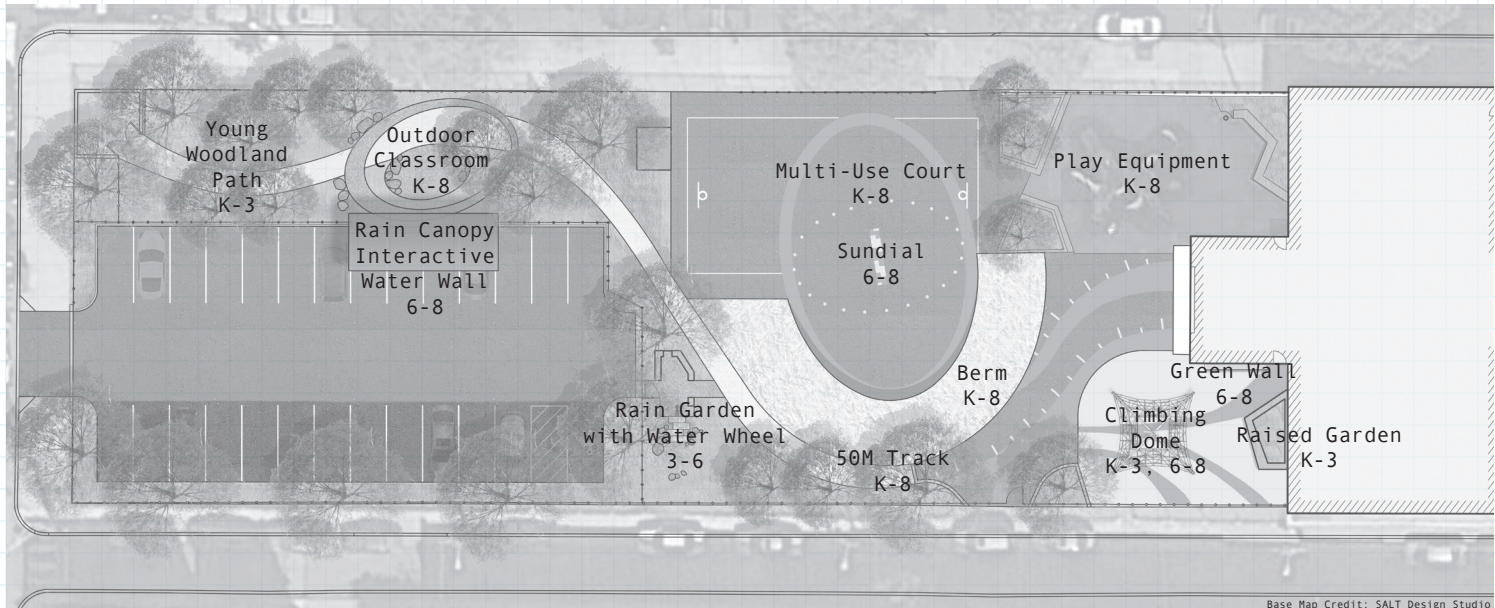 Young
Woodland
Path
K-3
Outdoor
Classroom
K-8
Rain Canopy
Interactive
Water Wall
6-8
Multi-Use Court
K-8
Sundial
6-8
Play Equipment
K-8
Berm
K-8
Green Wall
6-8
Climbing
Dome
K-3, 6-8
Raised Garden
K-3
Rain Garden
with Water Wheel
3-6
50M Track
K-8
Base Map Credit: SALT Design Studio